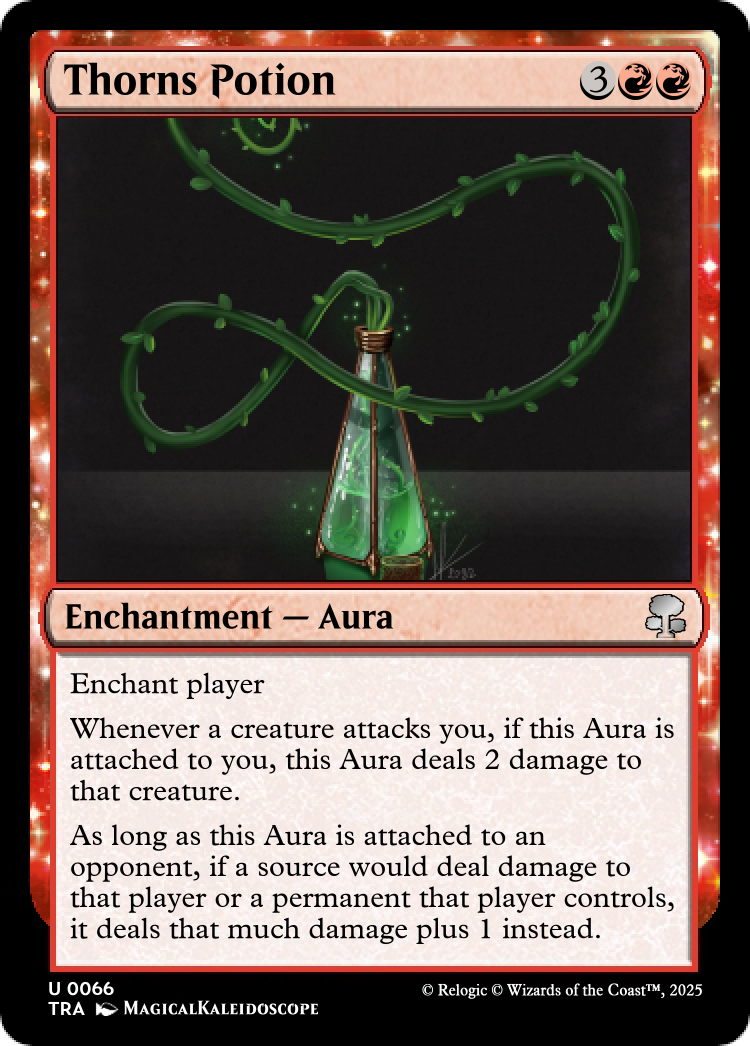 Thorns Potion
3
2032
Enchantment — Aura
Enchant player
Whenever a creature attacks you, if this Aura is
attached to you, this Aura deals 2 damage to
that creature.
As long as this Aura is attached to an
opponent, if a source would deal damage to
that player or a permanent that player controls,
it deals that much damage plus 1 instead.
U 0066
TRA MagicalKaleidoscope
© Relogic © Wizards of the Coast™, 2025